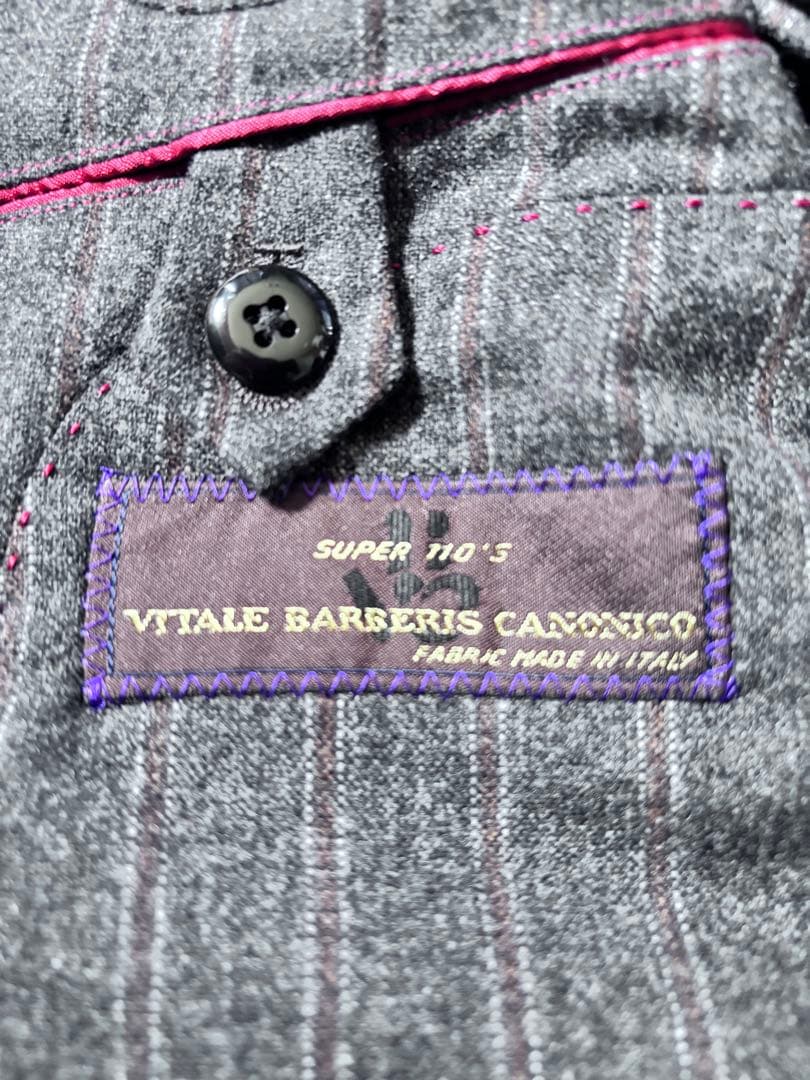 SUPER 110'S
VITALE BARBERIS CANONICO
FABRIC MADE IN ITALY